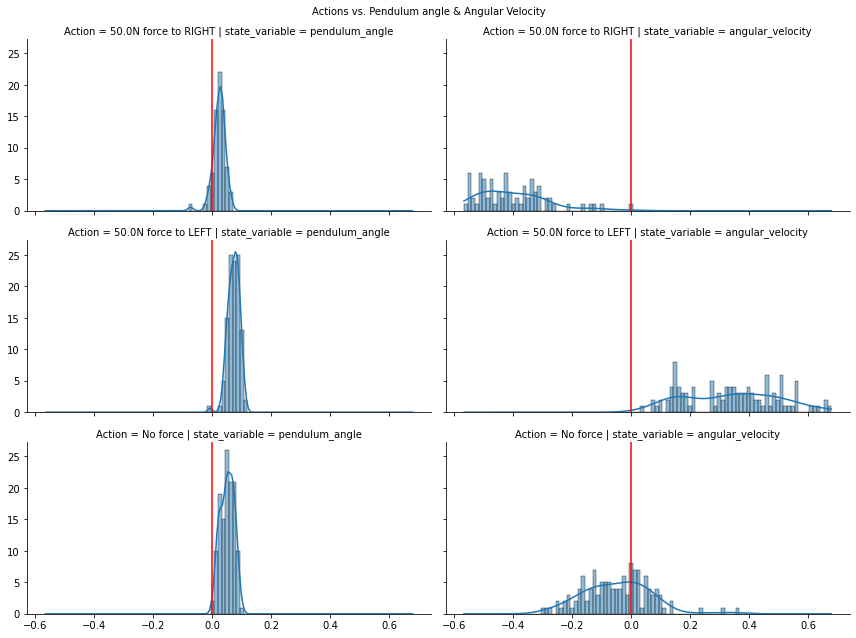 Actions vs. Pendulum angle & Angular Velocity
Action = 50.0N force to RIGHT | state_variable = pendulum_angle
Action = 50.0N force to RIGHT | state_variable = angular_velocity
25
20
15
10
5
0
Action = 50.0N force to LEFT | state_variable = pendulum_angle
Action = 50.0N force to LEFT | state_variable = angular_velocity
25
20
15
10
5
0
Action = No force | state_variable = pendulum_angle
Action = No force | state_variable = angular_velocity
25
20
15
10
5
0
−0.6 −0.4 −0.2 0.0 0.2 0.4 0.6
−0.6 −0.4 −0.2 0.0 0.2 0.4 0.6